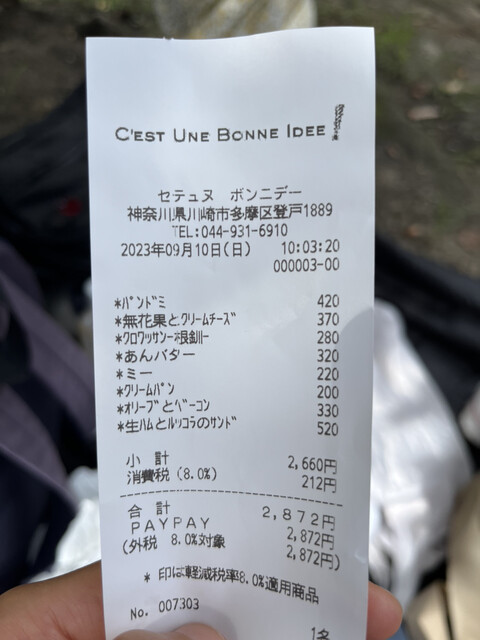 C'EST UNE BONNE IDEE
セテュヌ ボンニデー
神奈川県川崎市多摩区登戸1889
TEL:044-931-6910
2023年09月10日(日) 10:03:20
000003-00
*パンドミ 420
*無花果とクリームチーズ 370
*クロワッサン 280
*あんバター 320
*ミー 220
*クリームパン 200
*オリーブとベーコン 330
*生ハムとルッコラのサンド 520
小 計 2,660円
消費税(8.0%) 212円
合 計 2,872円
PAYPAY 2,872円
(外税 8.0%対象 2,872円)
* 印は軽減税率8.0%適用商品
No. 007303
1名